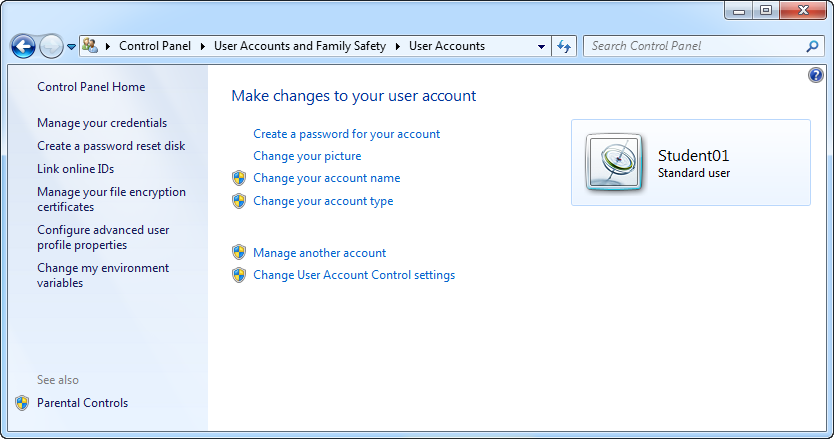 Control Panel
User Accounts and Family Safety
User Accounts
Search Control Panel
Control Panel Home
Manage your credentials
Create a password reset disk
Link online IDs
Manage your file encryption
certificates
Configure advanced user
profile properties
Change my environment
variables
See also
Parental Controls
?
Make changes to your user account
Create a password for your account
Change your picture
Change your account name
Change your account type
Manage another account
Change User Account Control settings
Student01
Standard user